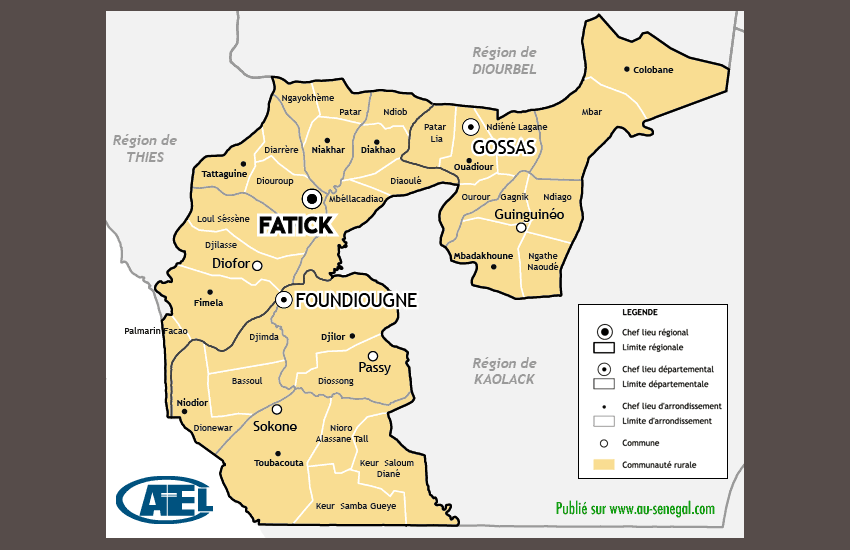 Région de
DIOURBEL
Colobane
Ngayokhème
Patar
Ndiob
Mbar
Patar
Lia
Ndiéné Lagane
Région de
THIES
GOSSAS
Diarrère
Niakhar
Diakhao
Ouadiour
Tattaguine
Diouroup
Diaoulè
Mbéllacadiao
Ourour
Gagnik
Ndiago
Loul Séssène
FATICK
Guinguinéo
Djilasse
Diofor
Mbadakhoune
Ngathe
Naoudé
Fimela
FOUNDIOUGNE
Palmarin Facao
Djimda
Djilor
Passy
Région de
KAOLACK
Bassoul
Diossong
Niodior
Dionewar
Sokone
Nioro
Alassane Tall
Toubacouta
Keur Saloum
Diané
Keur Samba Gueye
LEGENDE
Chef lieu régional
Limite régionale
Chef lieu départemental
Limite départementale
Chef lieu d'arrondissement
Limite d'arrondissement
Commune
Communauté rurale
AEL
Publié sur www.au-senegal.com